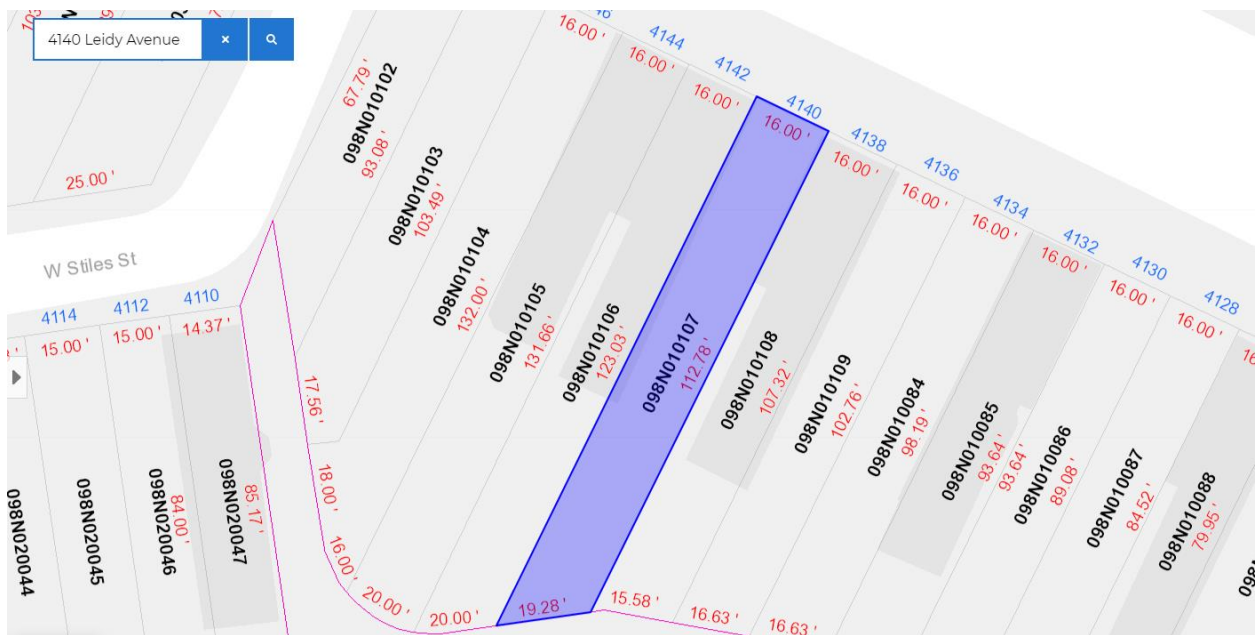 4140 Leidy Avenue
25.00 '
W Stiles St
4114
4112
4110
15.00 '
15.00 '
14.37 '
098N020044
098N020045
098N020046
84.00 '
098N020047
85.17 '
67.79 '
098N010102
93.08 '
098N010103
103.49 '
098N010104
132.00 '
098N010105
131.66 '
098N010106
123.03 '
098N010107
112.78 '
098N010108
107.32 '
098N010109
102.76 '
098N010084
98.19 '
098N010085
93.64 '
93.64 '
098N010086
89.08 '
098N010087
84.52 '
098N010088
79.95 '
4144
4142
4140
4138
4136
4134
4132
4130
4128
16.00 '
16.00 '
16.00 '
16.00 '
16.00 '
16.00 '
16.00 '
16.00 '
16.00 '
16.00 '
17.56 '
18.00 '
16.00 '
20.00 '
20.00 '
19.28 '
15.58 '
16.63 '
16.63 '